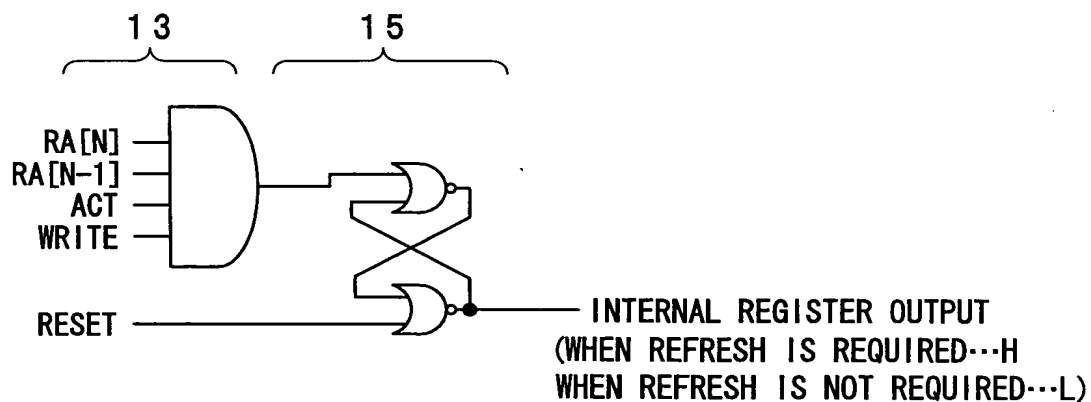 13 15
RA[N]
RA[N-1]
ACT
WRITE
RESET
INTERNAL REGISTER OUTPUT
(WHEN REFRESH IS REQUIRED···H
WHEN REFRESH IS NOT REQUIRED···L)